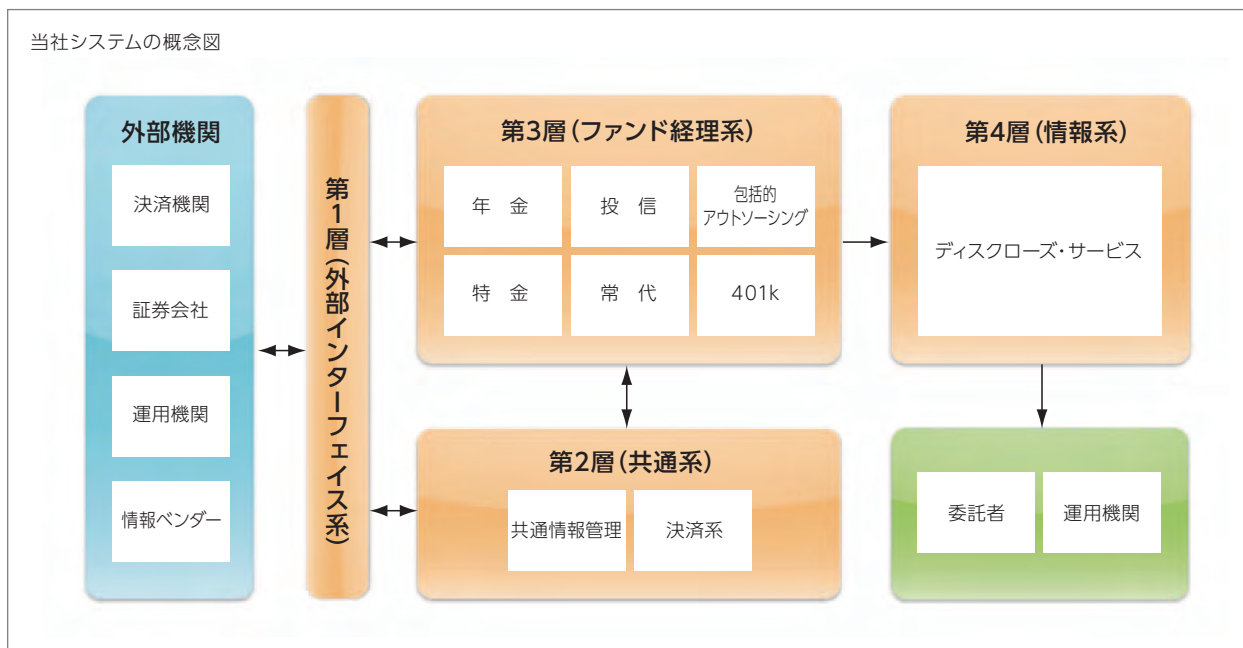 当社システムの概念図
外部機関
決済機関
証券会社
運用機関
情報ベンダー
第1層(外部インターフェイス系)
第3層(ファンド経理系)
年 金
投 信
包括的
アウトソーシング
特 金
常 代
401k
第2層(共通系)
共通情報管理
決済系
第4層(情報系)
ディスクローズ・サービス
委託者
運用機関